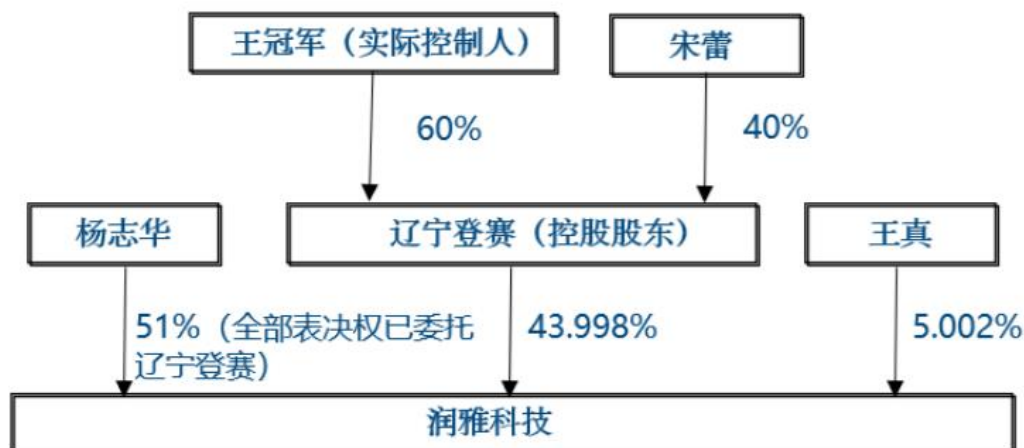 王冠军（实际控制人）
宋蕾
60%
40%
杨志华
辽宁登赛（控股股东）
王真
51%（全部表决权已委托
辽宁登赛）
43.998%
5.002%
润雅科技